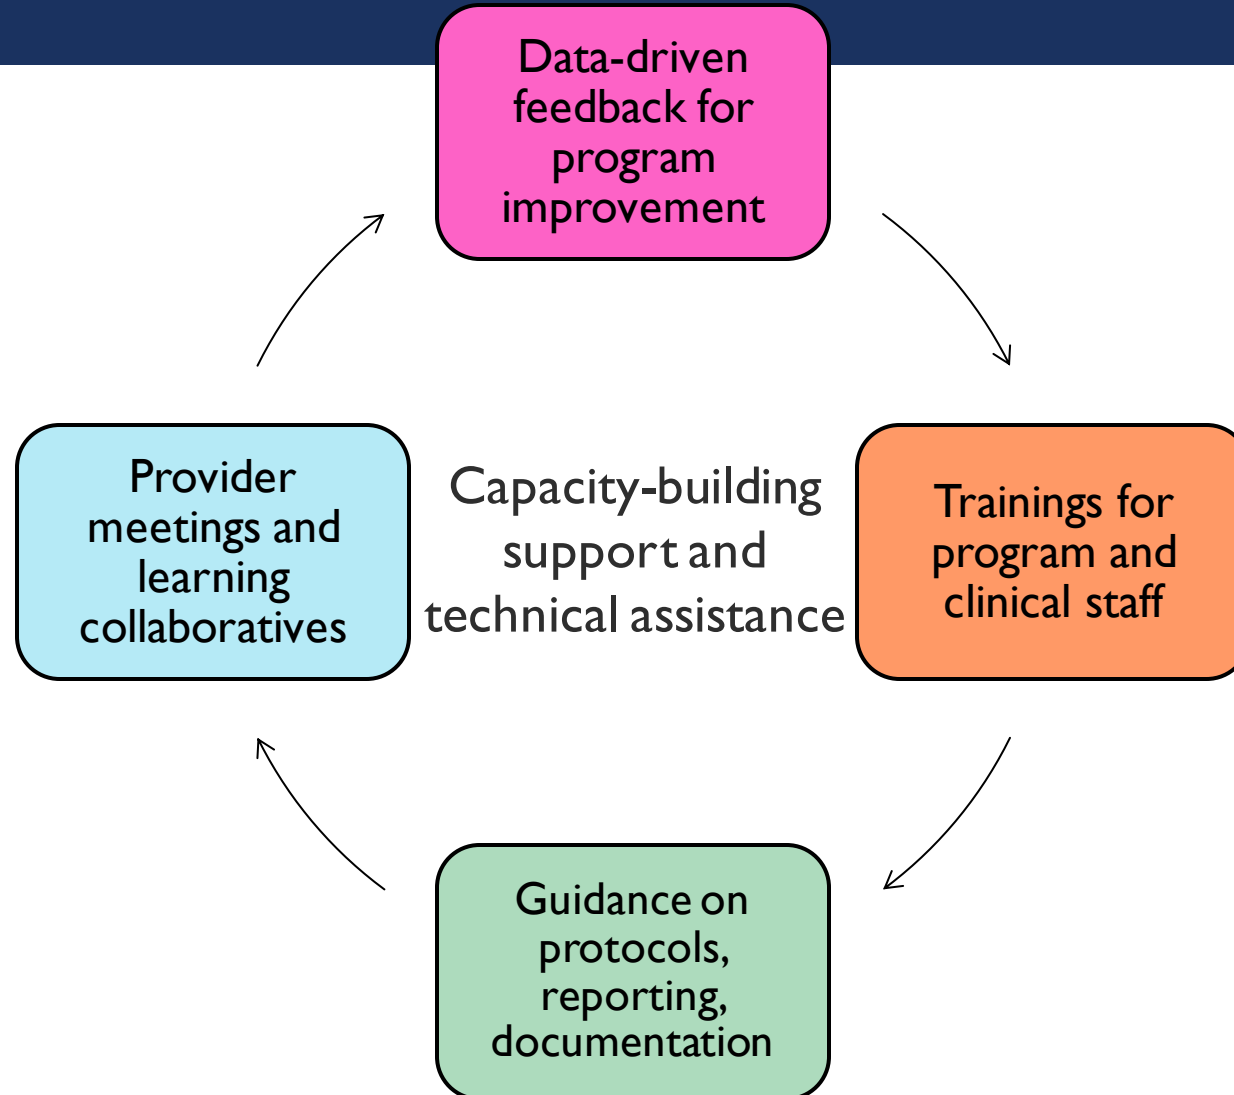 Data-driven
feedback for
program
improvement
Provider
meetings and
learning
collaboratives
Capacity-building
support and
technical assistance
Trainings for
program and
clinical staff
Guidance on
protocols,
reporting,
documentation